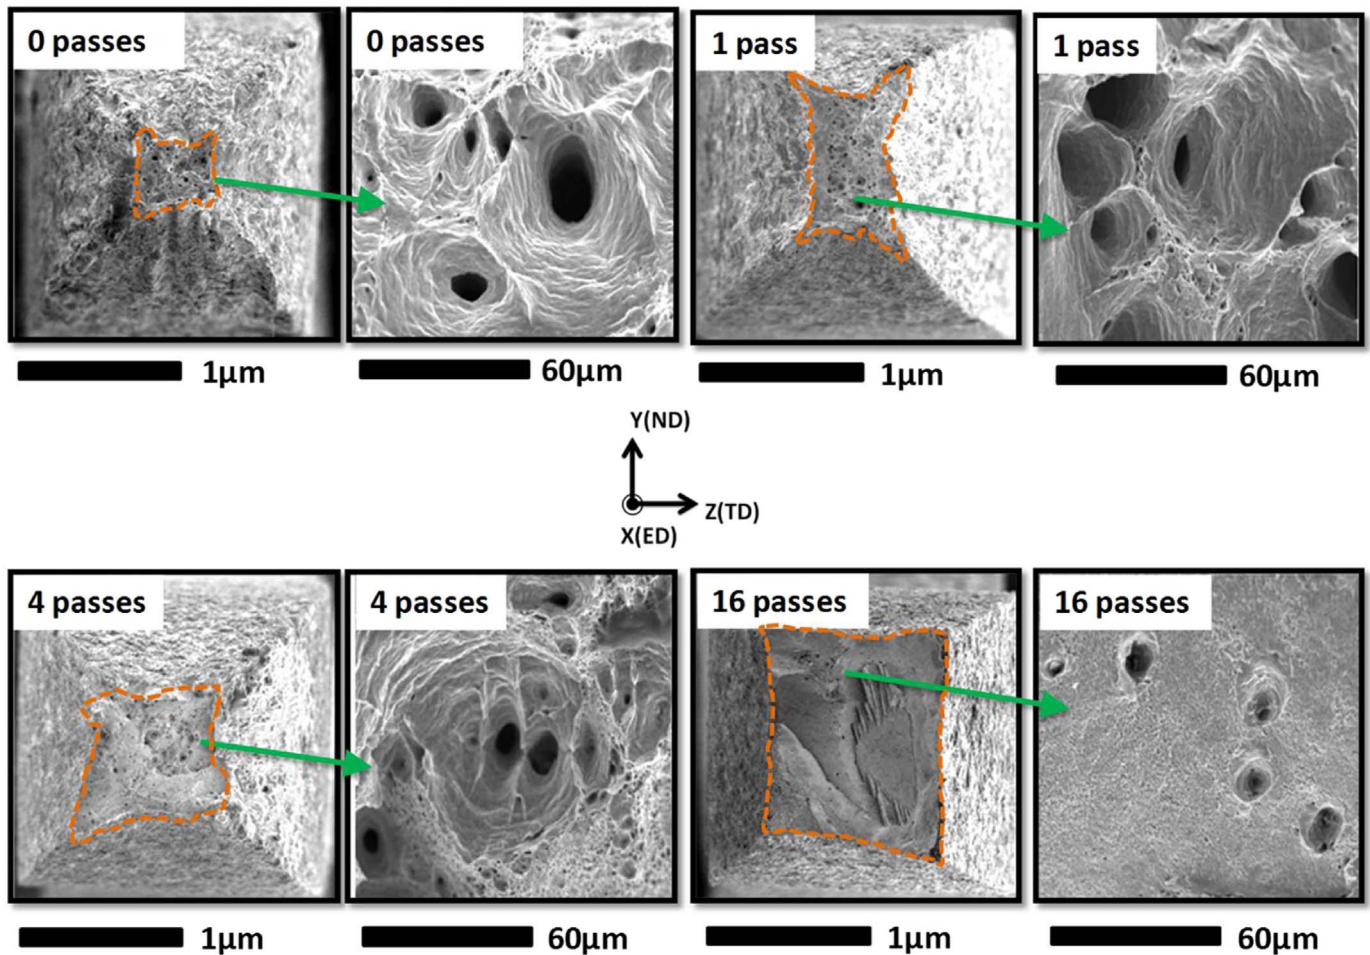 0 passes
0 passes
1 pass
1 pass
1µm
60µm
1µm
60µm
Y(ND)
Z(TD)
X(ED)
4 passes
4 passes
16 passes
16 passes
1µm
60µm
1µm
60µm